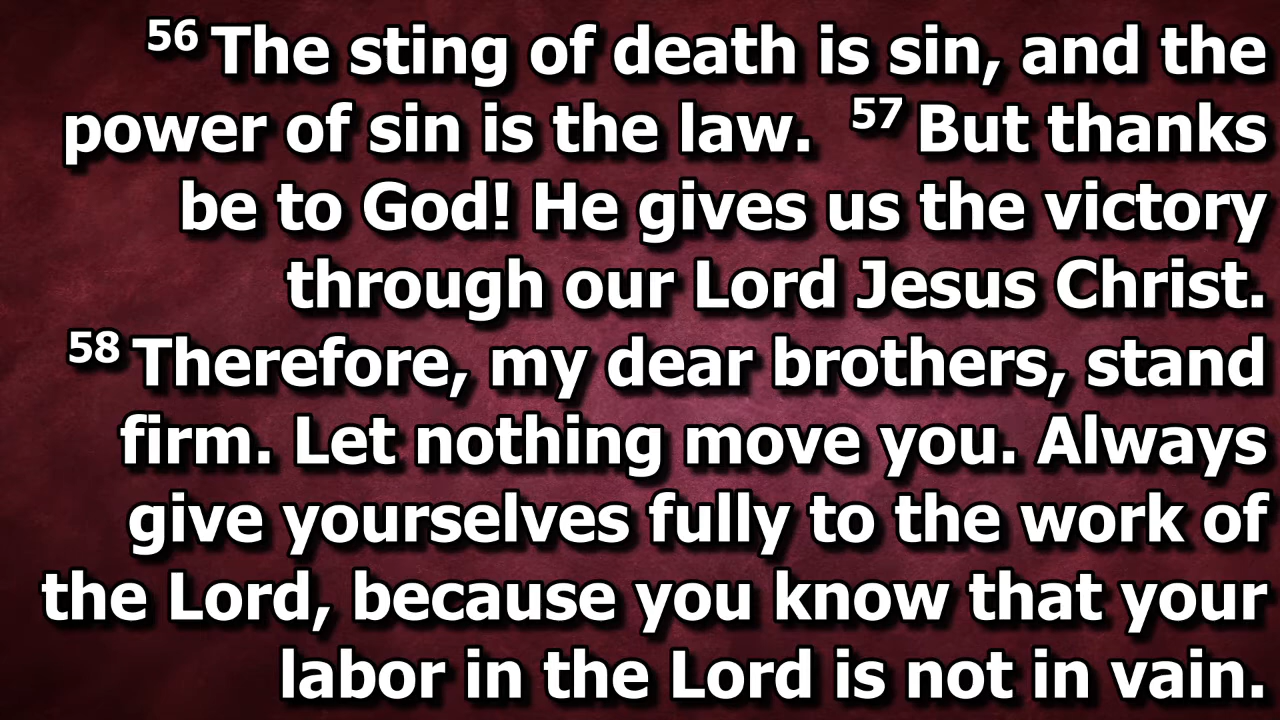 56 The sting of death is sin, and the
power of sin is the law. 57 But thanks
be to God! He gives us the victory
through our Lord Jesus Christ.
58 Therefore, my dear brothers, stand
firm. Let nothing move you. Always
give yourselves fully to the work of
the Lord, because you know that your
labor in the Lord is not in vain.